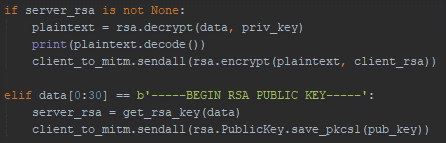 if server_rsa is not None:
plaintext = rsa.decrypt(data, priv_key)
print(plaintext.decode())
client_to_mitm.sendall(rsa.encrypt(plaintext, client_rsa))
elif data[0:30] == b'-----BEGIN RSA PUBLIC KEY-----':
server_rsa = get_rsa_key(data)
client_to_mitm.sendall(rsa.PublicKey.save_pkcs1(pub_key))